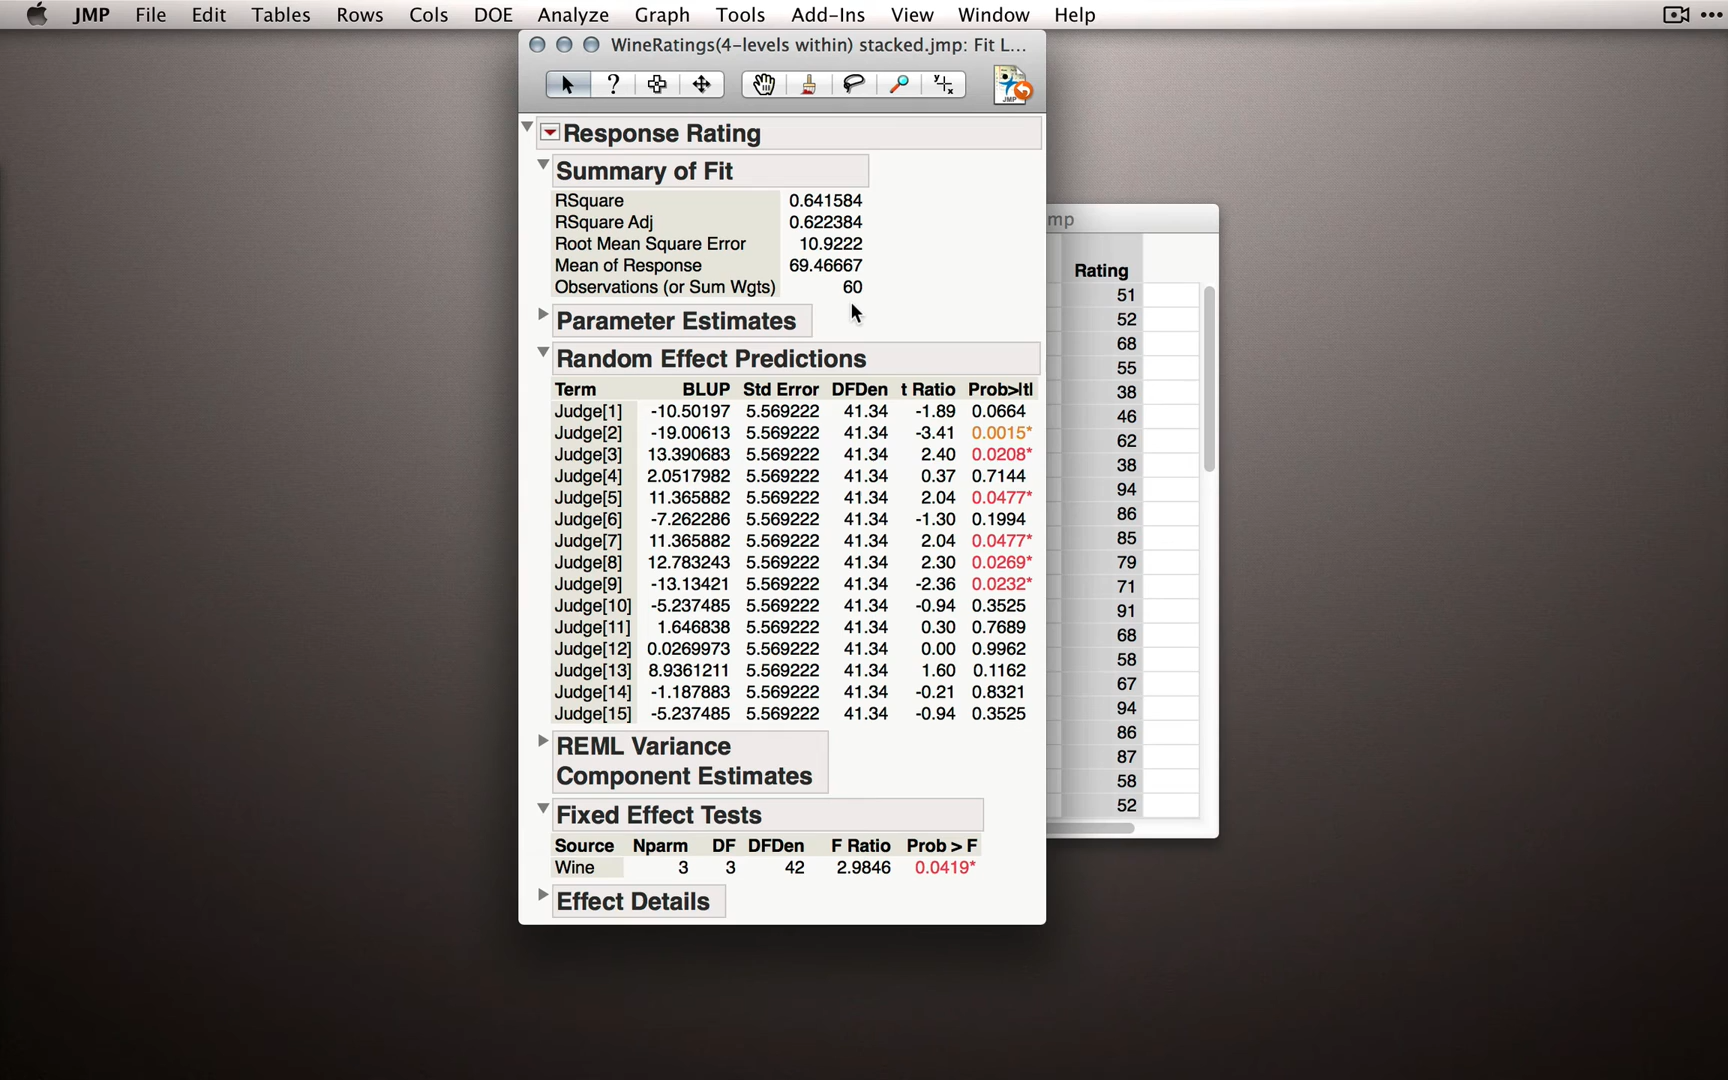 JMP File Edit Tables Rows Cols DOE Analyze Graph Tools Add-Ins View Window Help
WineRatings(4-levels within) stacked.jmp: Fit L...
JMP
Response Rating
Summary of Fit
RSquare 0.641584
RSquare Adj 0.622384
Root Mean Square Error 10.9222
Mean of Response 69.46667
Observations (or Sum Wgts) 60
Parameter Estimates
Random Effect Predictions
Term BLUP Std Error DFDen t Ratio Prob>|t|
Judge[1] -10.50197 5.569222 41.34 -1.89 0.0664
Judge[2] -19.00613 5.569222 41.34 -3.41 0.0015*
Judge[3] 13.390683 5.569222 41.34 2.40 0.0208*
Judge[4] 2.0517982 5.569222 41.34 0.37 0.7144
Judge[5] 11.365882 5.569222 41.34 2.04 0.0477*
Judge[6] -7.262286 5.569222 41.34 -1.30 0.1994
Judge[7] 11.365882 5.569222 41.34 2.04 0.0477*
Judge[8] 12.783243 5.569222 41.34 2.30 0.0269*
Judge[9] -13.13421 5.569222 41.34 -2.36 0.0232*
Judge[10] -5.237485 5.569222 41.34 -0.94 0.3525
Judge[11] 1.646838 5.569222 41.34 0.30 0.7689
Judge[12] 0.0269973 5.569222 41.34 0.00 0.9962
Judge[13] 8.9361211 5.569222 41.34 1.60 0.1162
Judge[14] -1.187883 5.569222 41.34 -0.21 0.8321
Judge[15] -5.237485 5.569222 41.34 -0.94 0.3525
REML Variance
Component Estimates
Fixed Effect Tests
Source Nparm DF DFDen F Ratio Prob > F
Wine 3 3 42 2.9846 0.0419*
Effect Details
mp
Rating
51
52
68
55
38
46
62
38
94
86
85
79
71
91
68
58
67
94
86
87
58
52